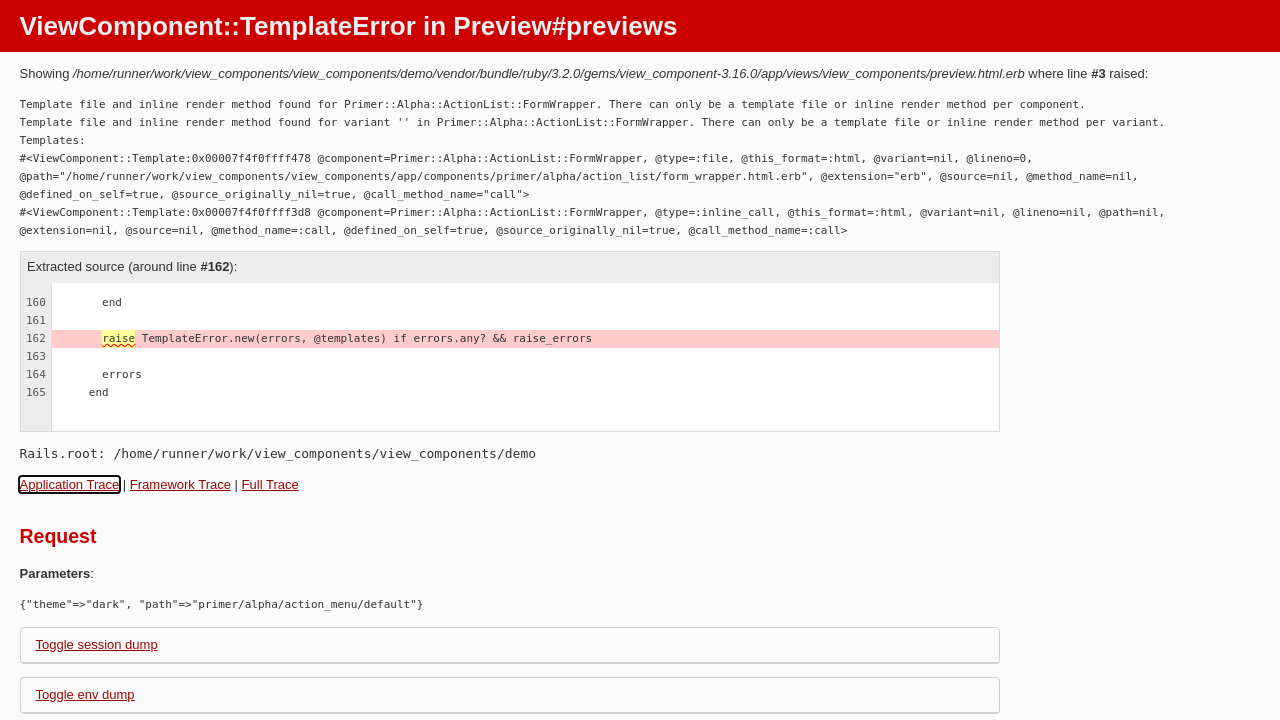 ViewComponent::TemplateError in Preview#previews
Showing /home/runner/work/view_components/view_components/demo/vendor/bundle/ruby/3.2.0/gems/view_component-3.16.0/app/views/view_components/preview.html.erb where line #3 raised:
Template file and inline render method found for Primer::Alpha::ActionList::FormWrapper. There can only be a template file or inline render method per component.
Template file and inline render method found for variant '' in Primer::Alpha::ActionList::FormWrapper. There can only be a template file or inline render method per variant.
Templates:
#<ViewComponent::Template:0x00007f4f0ffff478 @component=Primer::Alpha::ActionList::FormWrapper, @type=:file, @this_format=:html, @variant=nil, @lineno=0,
@path="/home/runner/work/view_components/view_components/app/components/primer/alpha/action_list/form_wrapper.html.erb", @extension="erb", @source=nil, @method_name=nil,
@defined_on_self=true, @source_originally_nil=true, @call_method_name="call">
#<ViewComponent::Template:0x00007f4f0ffff3d8 @component=Primer::Alpha::ActionList::FormWrapper, @type=:inline_call, @this_format=:html, @variant=nil, @lineno=nil, @path=nil,
@extension=nil, @source=nil, @method_name=:call, @defined_on_self=true, @source_originally_nil=true, @call_method_name=:call>
Extracted source (around line #162):
160 end
161
162 raise TemplateError.new(errors, @templates) if errors.any? && raise_errors
163
164 errors
165 end
Rails.root: /home/runner/work/view_components/view_components/demo
Application Trace | Framework Trace | Full Trace
Request
Parameters:
{"theme"=>"dark", "path"=>"primer/alpha/action_menu/default"}
Toggle session dump
Toggle env dump